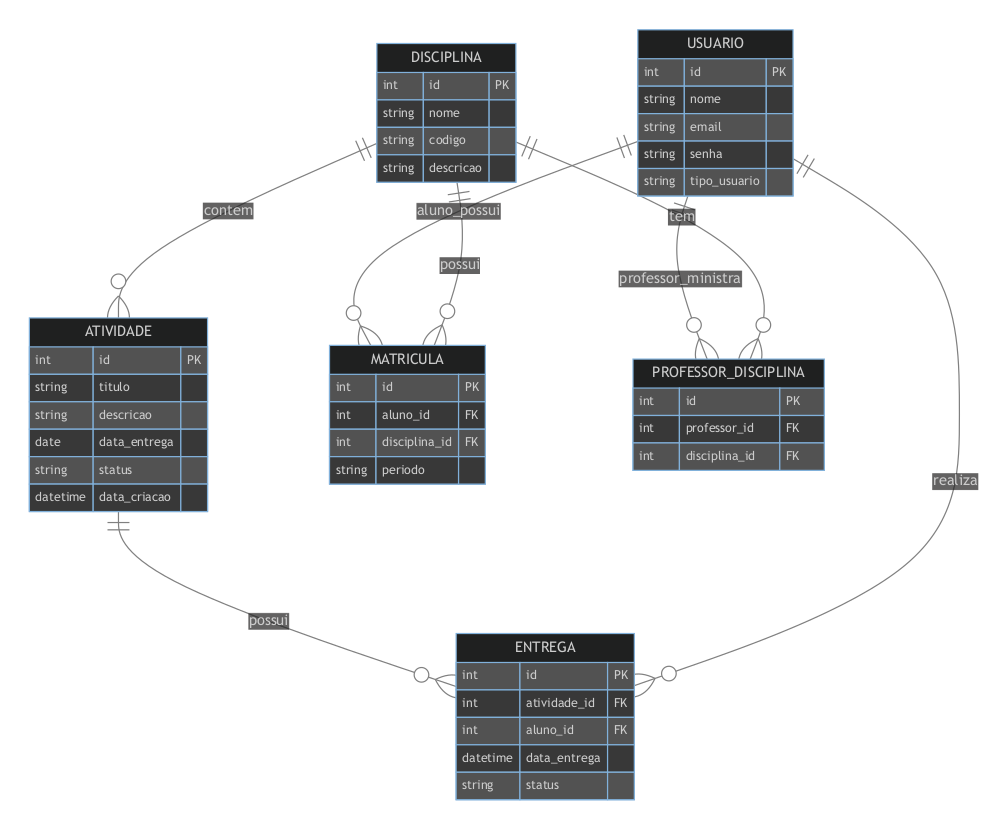 DISCIPLINA
int id PK
string nome
string codigo
string descricao
USUARIO
int id PK
string nome
string email
string senha
string tipo_usuario
contem
aluno_possui
tem
possui
professor_ministra
ATIVIDADE
int id PK
string titulo
string descricao
date data_entrega
string status
datetime data_criacao
MATRICULA
int id PK
int aluno_id FK
int disciplina_id FK
string periodo
PROFESSOR_DISCIPLINA
int id PK
int professor_id FK
int disciplina_id FK
realiza
possui
ENTREGA
int id PK
int atividade_id FK
int aluno_id FK
datetime data_entrega
string status